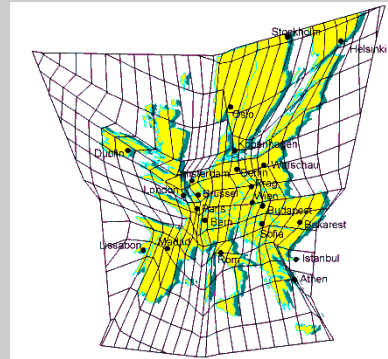 Stockholm
Helsinki
Oslo
Kopenhagen
Dublin
Warschau
Amsterdam
Berlin
London
Brüssel
Prag
Wien
Paris
Budapest
Bern
Bukarest
Sofia
Lissabon
Madrid
Rom
Istanbul
Athen